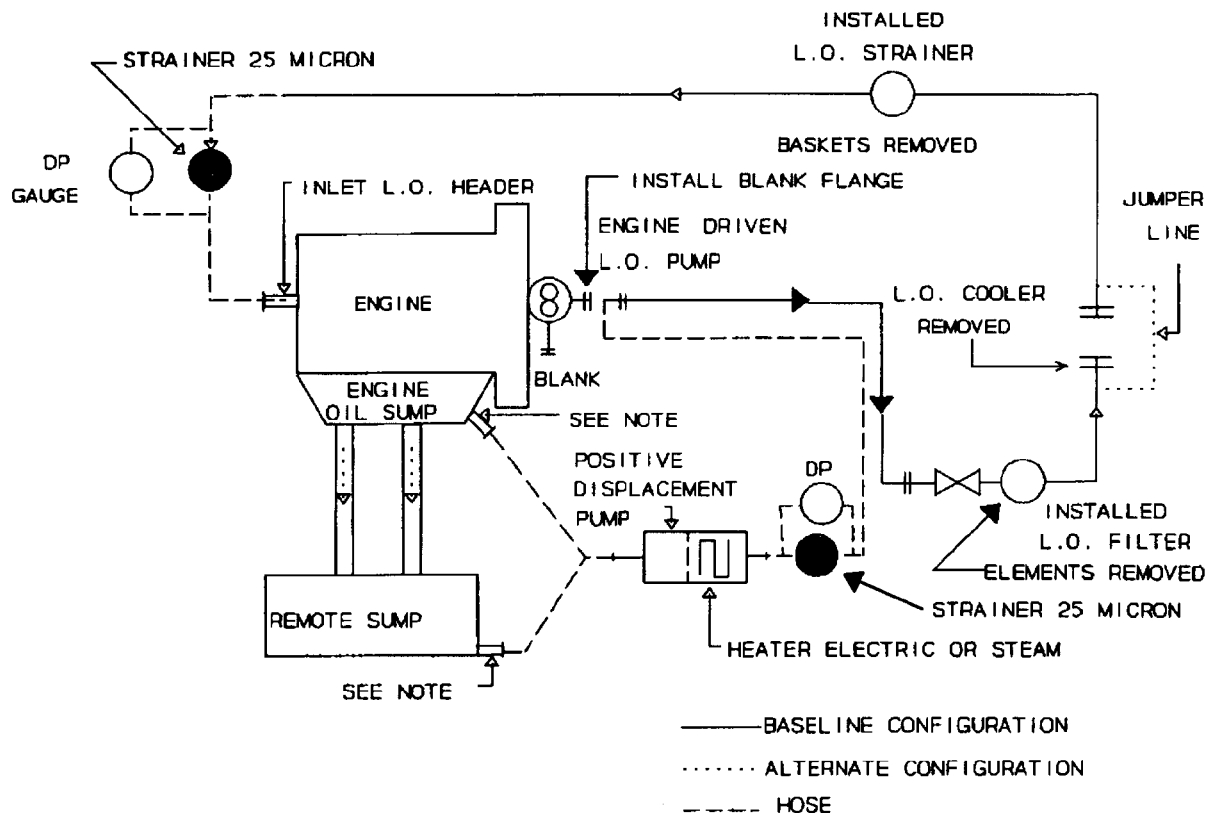 INSTALLED
L.O. STRAINER
STRAINER 25 MICRON
BASKETS REMOVED
DP
GAUGE
INLET L.O. HEADER
INSTALL BLANK FLANGE
JUMPER
LINE
ENGINE DRIVEN
L.O. PUMP
ENGINE
L.O. COOLER
REMOVED
BLANK
ENGINE
OIL SUMP
SEE NOTE
POSITIVE
DISPLACEMENT
PUMP
DP
INSTALLED
L.O. FILTER
ELEMENTS REMOVED
STRAINER 25 MICRON
REMOTE SUMP
HEATER ELECTRIC OR STEAM
SEE NOTE
BASELINE CONFIGURATION
ALTERNATE CONFIGURATION
HOSE